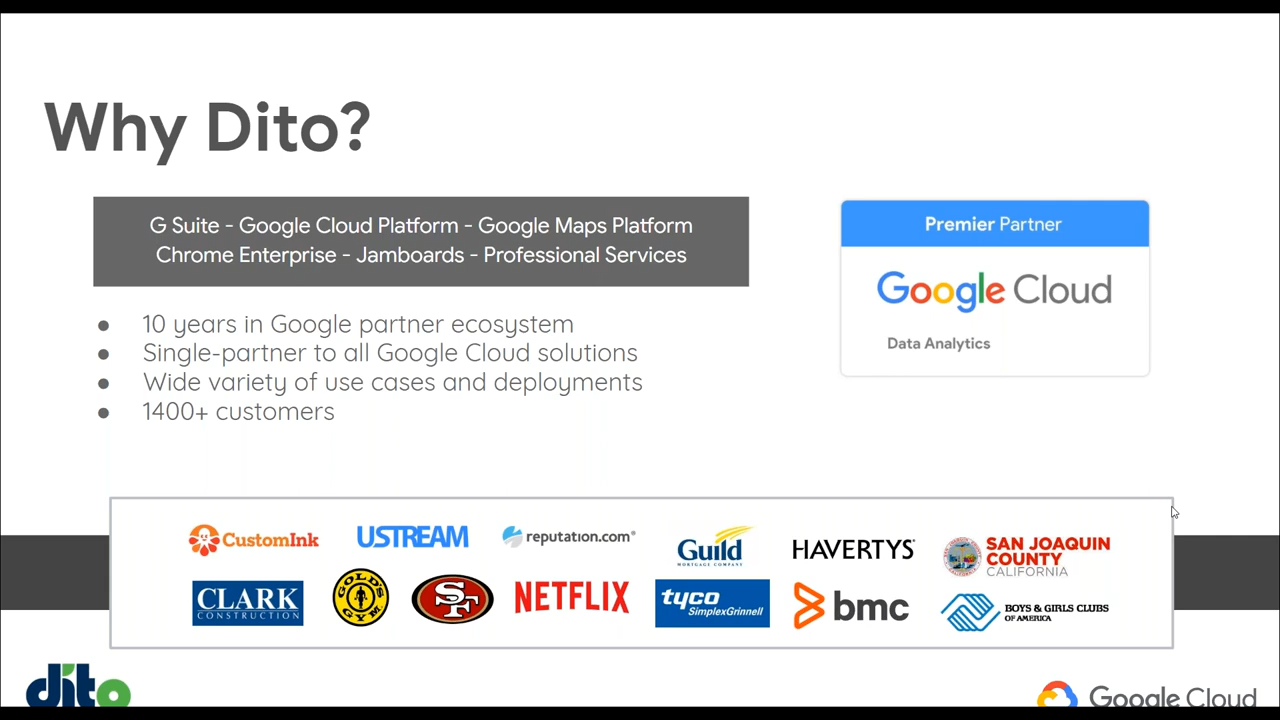 Why Dito?
G Suite - Google Cloud Platform - Google Maps Platform
Chrome Enterprise - Jamboards - Professional Services
Premier Partner
Google Cloud
Data Analytics
● 10 years in Google partner ecosystem
● Single-partner to all Google Cloud solutions
● Wide variety of use cases and deployments
● 1400+ customers
CustomInk
USTREAM
reputation.com®
Guild
MORTGAGE COMPANY
HAVERTYS®
SAN JOAQUIN
COUNTY
CALIFORNIA
CLARK
CONSTRUCTION
GOLD'S
GYM
SF
NETFLIX
tyco
SimplexGrinnell
bmc
BOYS & GIRLS CLUBS
OF AMERICA
dito
Google Cloud